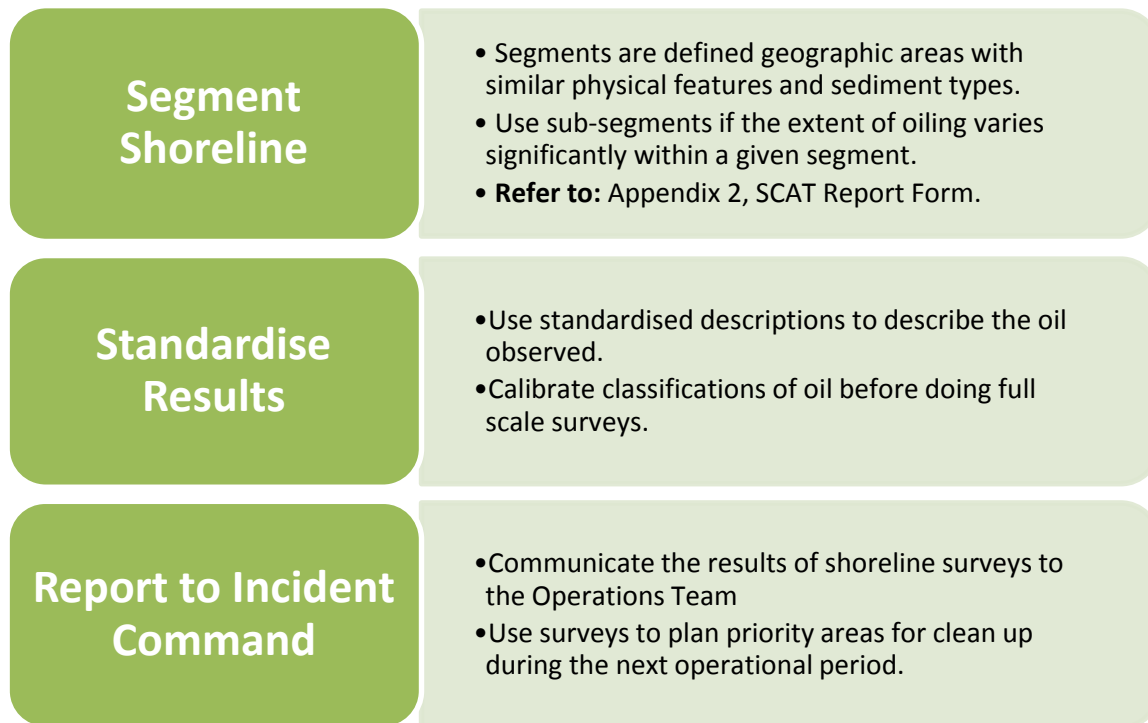 Segment
Shoreline
• Segments are defined geographic areas with
similar physical features and sediment types.
• Use sub-segments if the extent of oiling varies
significantly within a given segment.
• Refer to: Appendix 2, SCAT Report Form.
Standardise
Results
•Use standardised descriptions to describe the oil
observed.
•Calibrate classifications of oil before doing full
scale surveys.
Report to Incident
Command
•Communicate the results of shoreline surveys to
the Operations Team
•Use surveys to plan priority areas for clean up
during the next operational period.